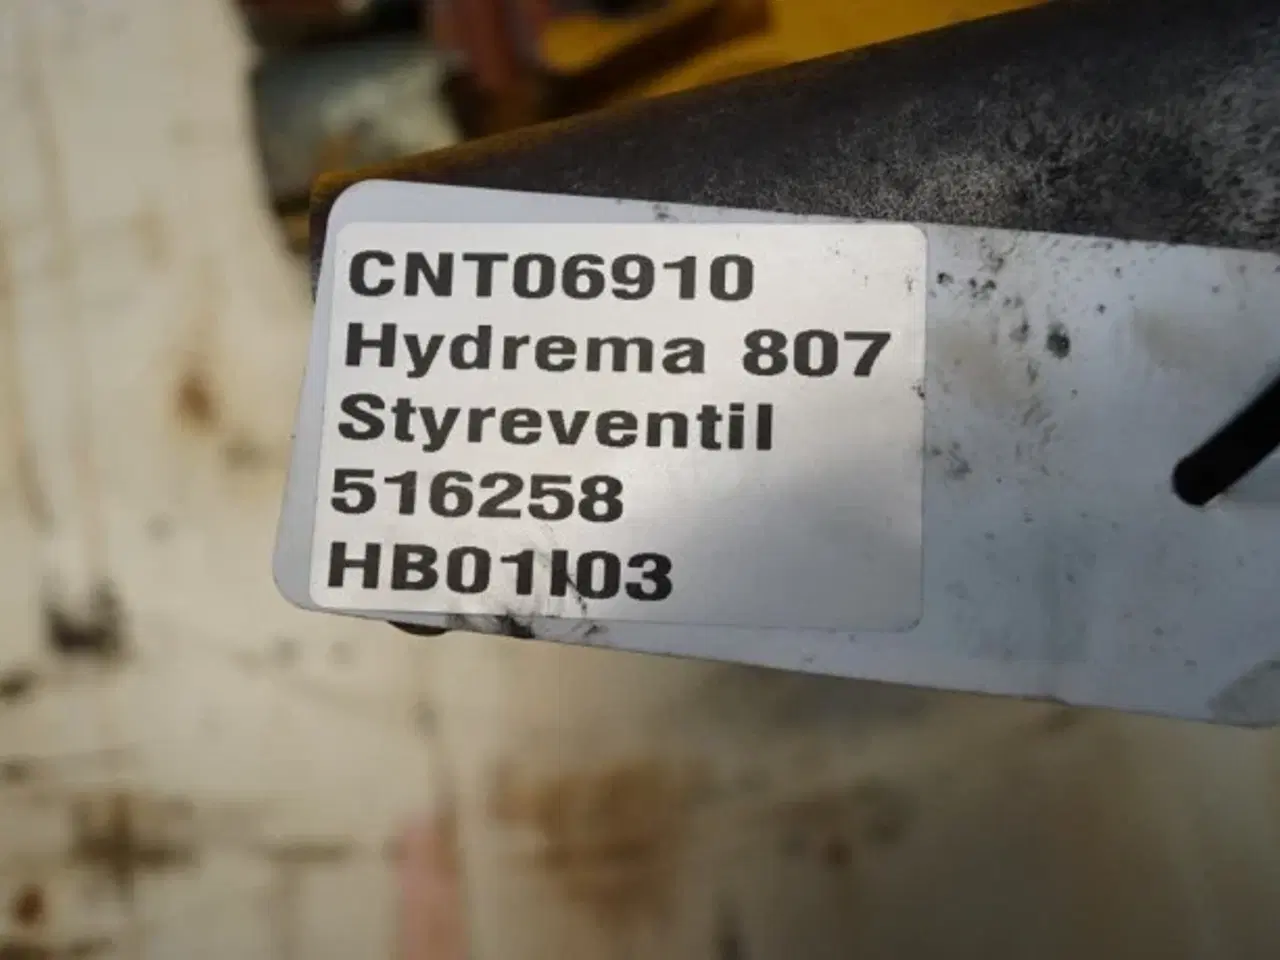 CNT06910
Hydrema 807
Styreventil
516258
HB01I03